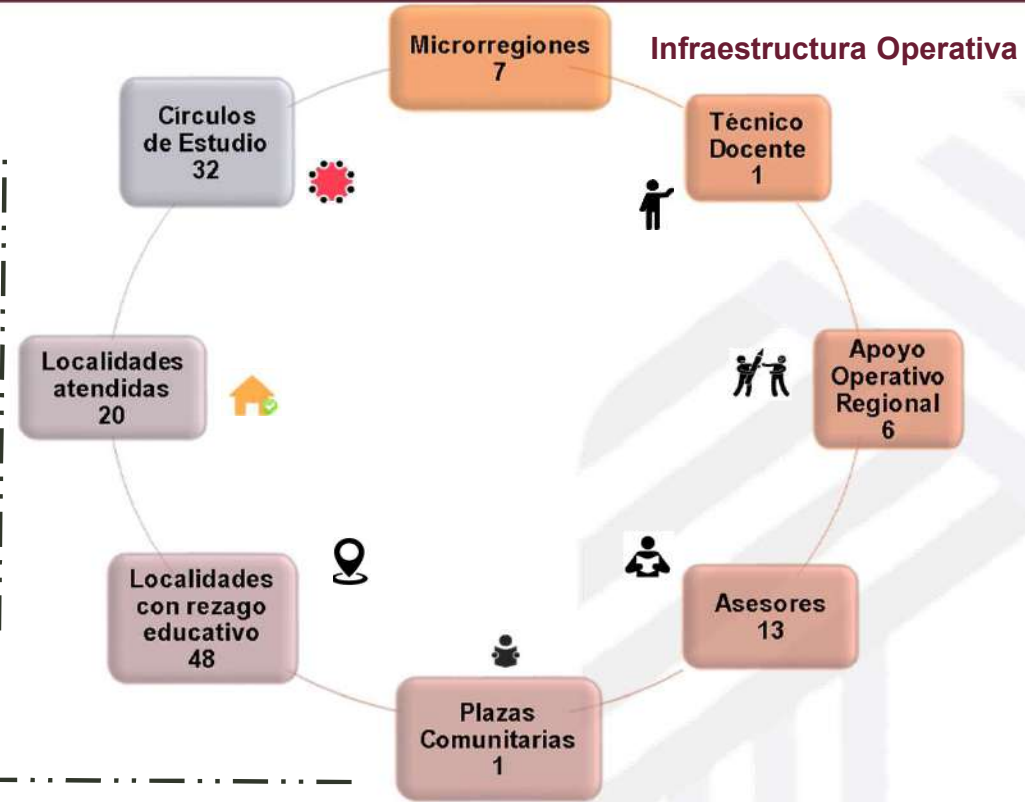 Infraestructura Operativa
Microrregiones
7
Técnico
Docente
1
Apoyo
Operativo
Regional
6
Asesores
13
Plazas
Comunitarias
1
Localidades
con rezago
educativo
48
Localidades
atendidas
20
Círculos
de Estudio
32